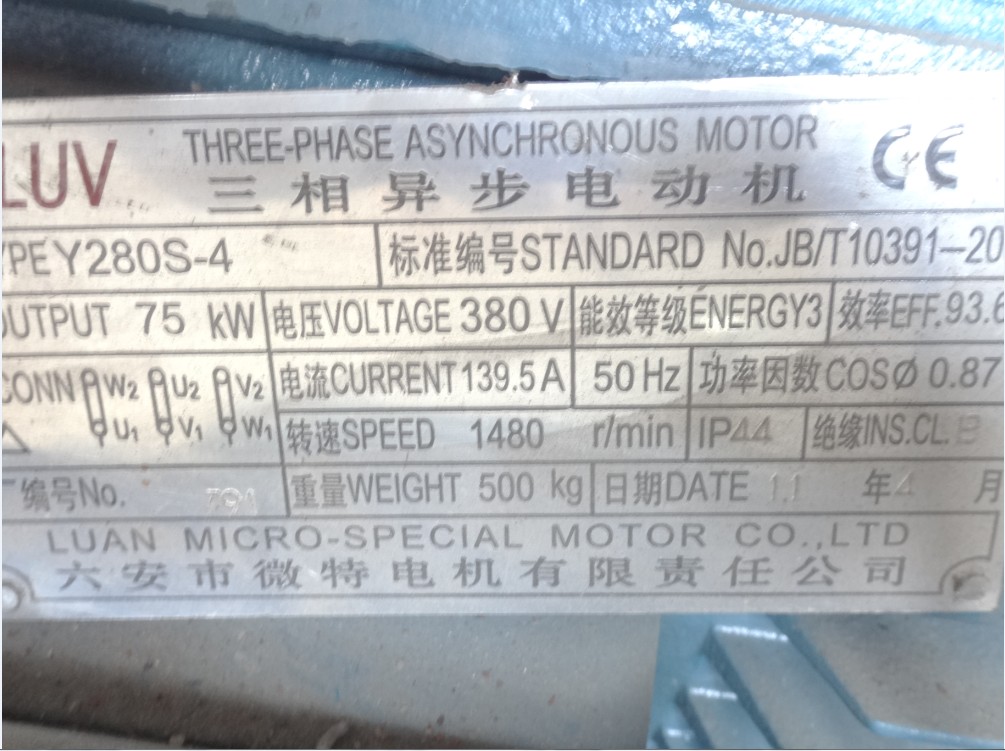 LUV THREE-PHASE ASYNCHRONOUS MOTOR CE
三相异步电动机
YPE Y280S-4 标准编号STANDARD No.JB/T10391—20
OUTPUT 75 kW 电压VOLTAGE 380 V 能效等级ENERGY3 效率EFF.93.6
CONN W2 U2 V2 电流CURRENT 139.5 A 50 Hz 功率因数COSØ 0.87
△ U1 V1 W1 转速SPEED 1480 r/min IP44 绝缘INS.CL.B
编号No. 重量WEIGHT 500 kg 日期DATE 11 年4 月
LUAN MICRO-SPECIAL MOTOR CO.,LTD
六安市微特电机有限责任公司